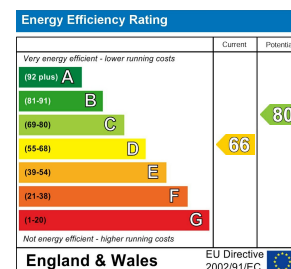 Energy Efficiency Rating
Current
Very energy efficient - lower running costs
(92 plus) A
(81-91) B
(69-80) C
80
(55-68) D
66
(39-54) E
(21-38) F
(1-20) G
Not energy efficient - higher running costs
England & Wales
EU Directive
2002/91/EC